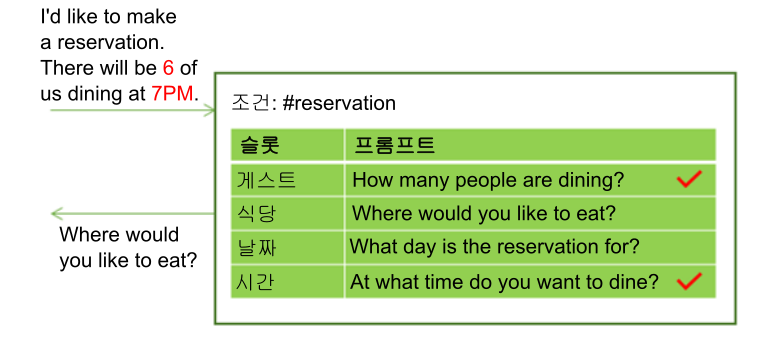 I'd like to make
a reservation.
There will be 6 of
us dining at 7PM.
조건: #reservation
슬롯 프롬프트
게스트 How many people are dining?
식당 Where would you like to eat?
날짜 What day is the reservation for?
시간 At what time do you want to dine?
Where would
you like to eat?